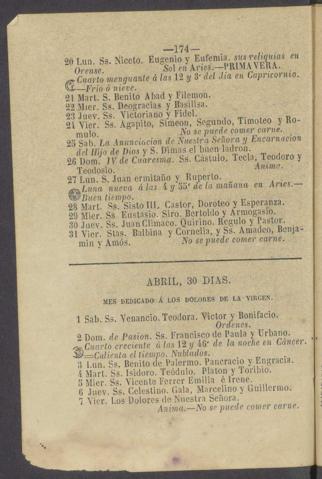 —174—
20 Lun. Ss. Niceto. Eugenio y Eufemia. sus reliquias en
Orense. Sol en Aries.—PRIMAVERA.
Cuarto menguante á las 12 y 8' del dia en Capricornio.
—Frio ó nieve.
21 Mart. S. Benito Abad y Filemon.
22 Mier. Ss. Deogracias y Basilisa.
23 Juev. Ss. Victoriano y Fidel.
24 Vier. Ss. Agapito, Simeon, Segundo, Timoteo y Ro-
mulo. No se puede comer carne.
25 Sab. La Anunciacion de Nuestra Señora y Encarnacion
del Hijo de Dios y S. Dimas el buen ladron.
26 Dom. IV de Cuaresma. Ss. Cástulo, Tecla, Teodoro y
Teodosio. Anima.
27 Lun. S. Juan ermitaño y Ruperto.
Luna nueva á las 4 y 55' de la mañana en Aries.—
Buen tiempo.
28 Mart. Ss. Sisto III, Castor, Doroteo y Esperanza.
29 Mier. Ss. Eustasio. Siro. Bertoldo y Armogasio.
30 Juev. Ss. Juan Climaco. Quirino, Régulo y Pastor.
31 Vier. Stas. Balbina y Cornelia, y Ss. Amadeo, Benja-
min y Amós. No se puede comer carne.
ABRIL, 30 DIAS.
MES DEDICADO Á LOS DOLORES DE LA VIRGEN.
1 Sab. Ss. Venancio. Teodora. Victor y Bonifacio.
Ordenes.
2 Dom. de Pasion. Ss. Francisco de Paula y Urbano.
Cuarto creciente á las 12 y 46' de la noche en Cáncer.
—Calienta el tiempo. Nublados.
3 Lun. Ss. Benito de Palermo. Pancracio y Engracia.
4 Mart. Ss. Isidoro. Teódulo. Platon y Toribio.
5 Mier. Ss. Vicente Ferrer Emilia é Irene.
6 Juev. Ss. Celestino. Gala, Marcelino y Guillermo.
7 Vier. Los Dolores de Nuestra Señora.
Anima.—No se puede comer carne.